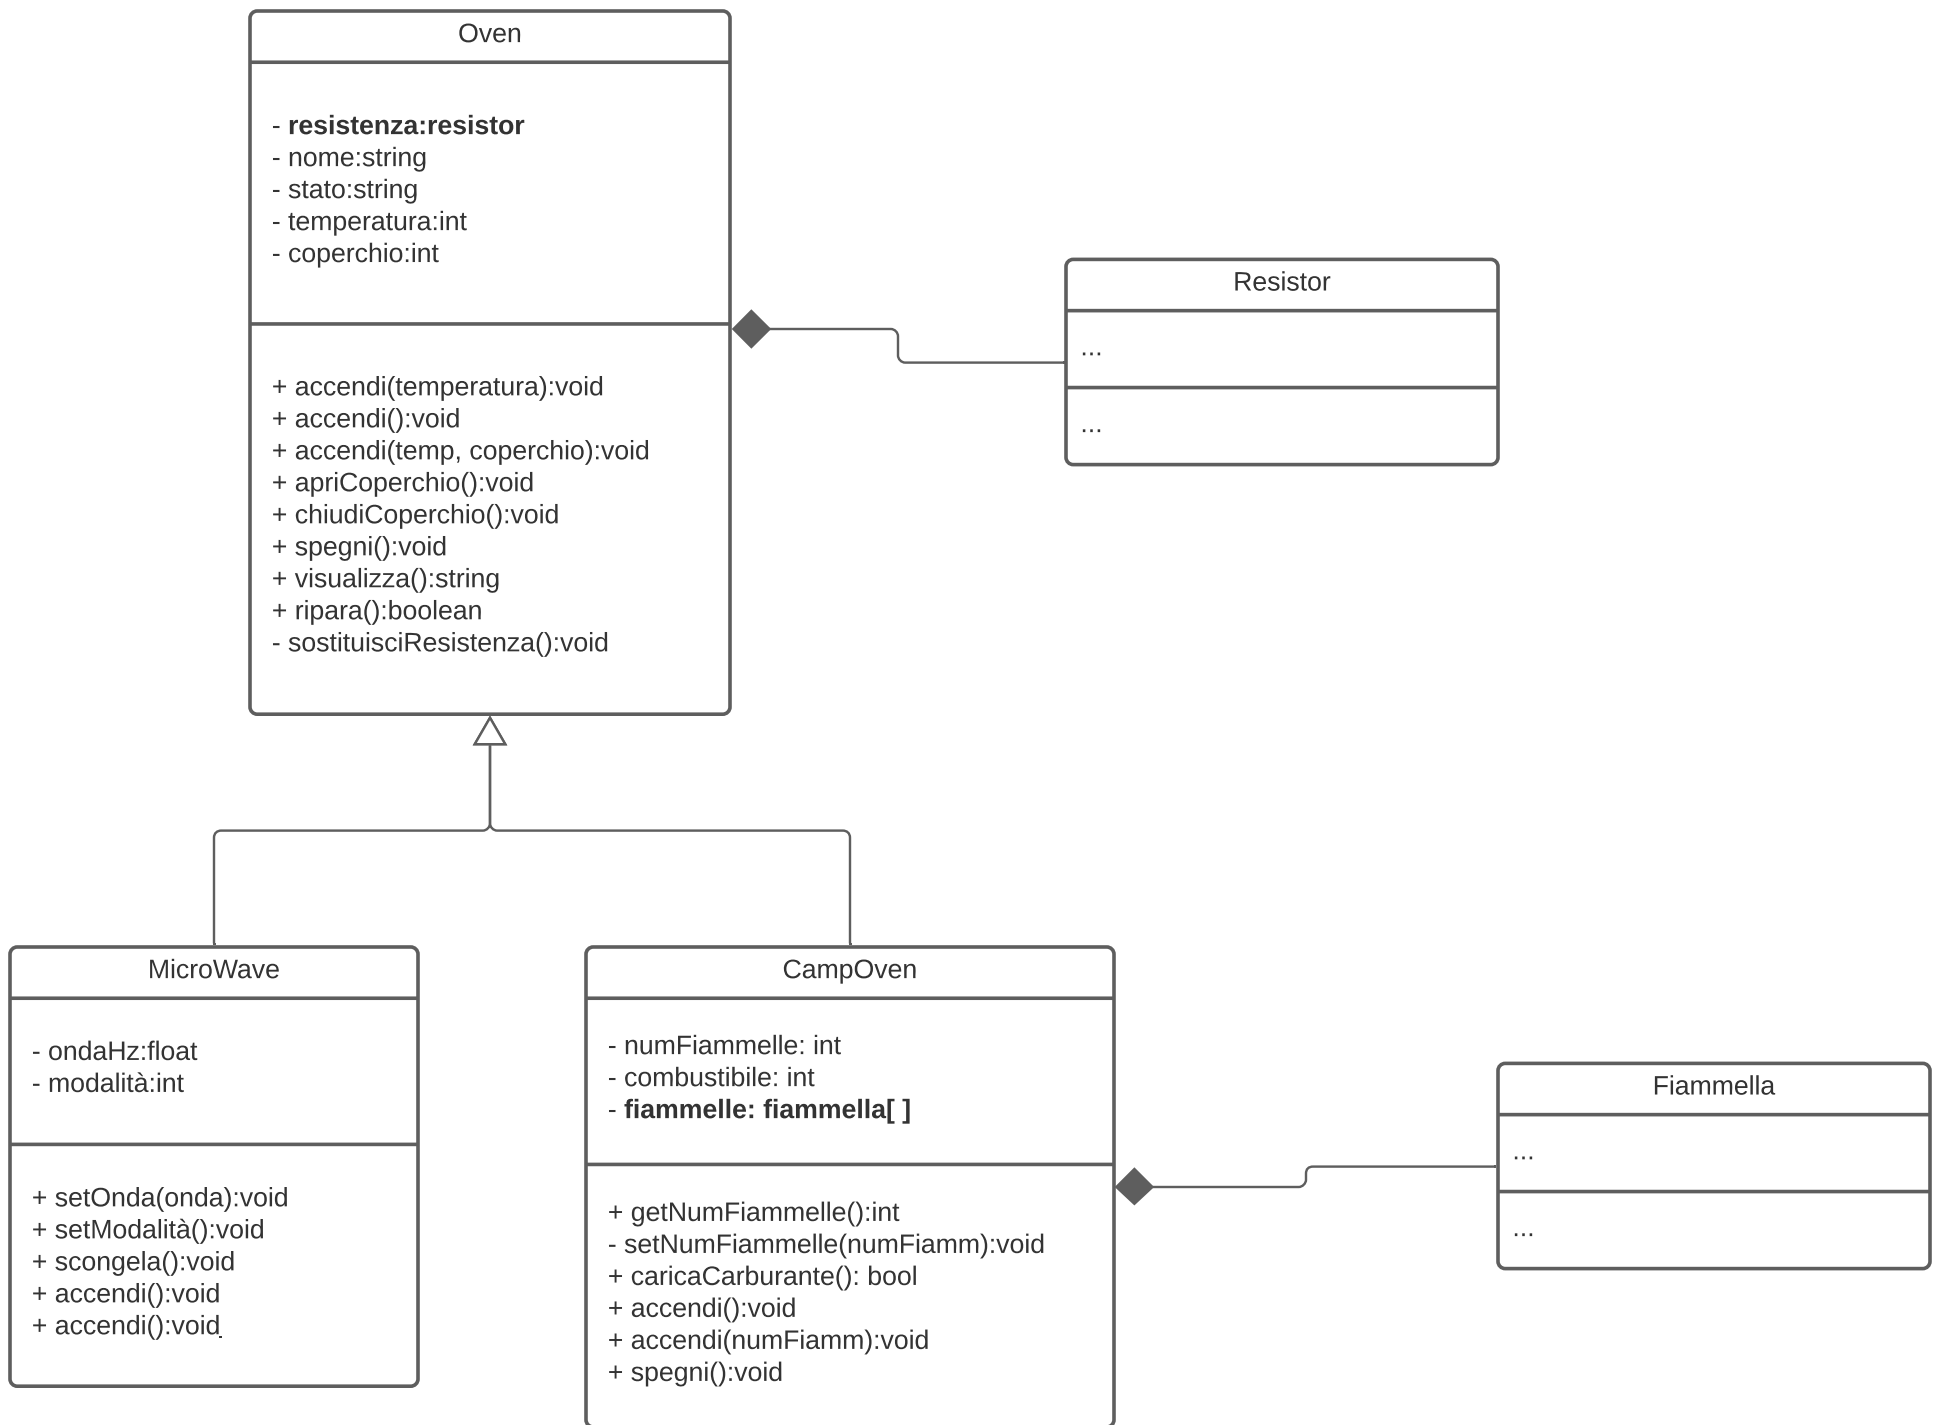 Oven
- resistenza:resistor
- nome:string
- stato:string
- temperatura:int
- coperchio:int
+ accendi(temperatura):void
+ accendi():void
+ accendi(temp, coperchio):void
+ apriCoperchio():void
+ chiudiCoperchio():void
+ spegni():void
+ visualizza():string
+ ripara():boolean
- sostituisciResistenza():void
Resistor
...
...
MicroWave
- ondaHz:float
- modalità:int
+ setOnda(onda):void
+ setModalità():void
+ scongela():void
+ accendi():void
+ accendi():void
CampOven
- numFiammelle: int
- combustibile: int
- fiammelle: fiammella[ ]
+ getNumFiammelle():int
- setNumFiammelle(numFiamm):void
+ caricaCarburante(): bool
+ accendi():void
+ accendi(numFiamm):void
+ spegni():void
Fiammella
...
...